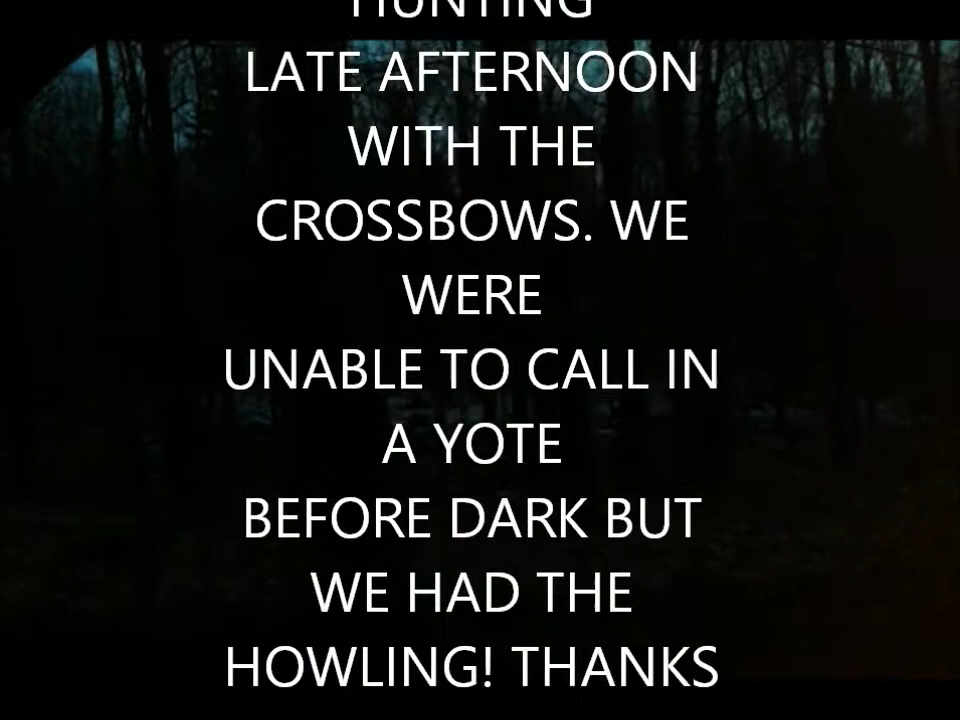 HUNTING
LATE AFTERNOON
WITH THE
CROSSBOWS. WE
WERE
UNABLE TO CALL IN
A YOTE
BEFORE DARK BUT
WE HAD THE
HOWLING! THANKS